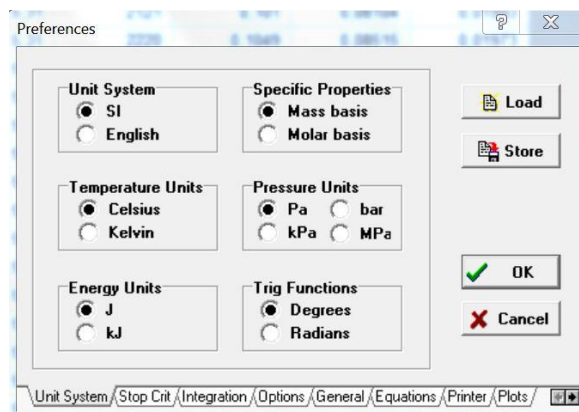 Preferences
Unit System
SI
English
Specific Properties
Mass basis
Molar basis
Load
Store
Temperature Units
Celsius
Kelvin
Pressure Units
Pa bar
kPa MPa
Energy Units
J
kJ
Trig Functions
Degrees
Radians
OK
Cancel
Unit System Stop Crit Integration Options General Equations Printer Plots